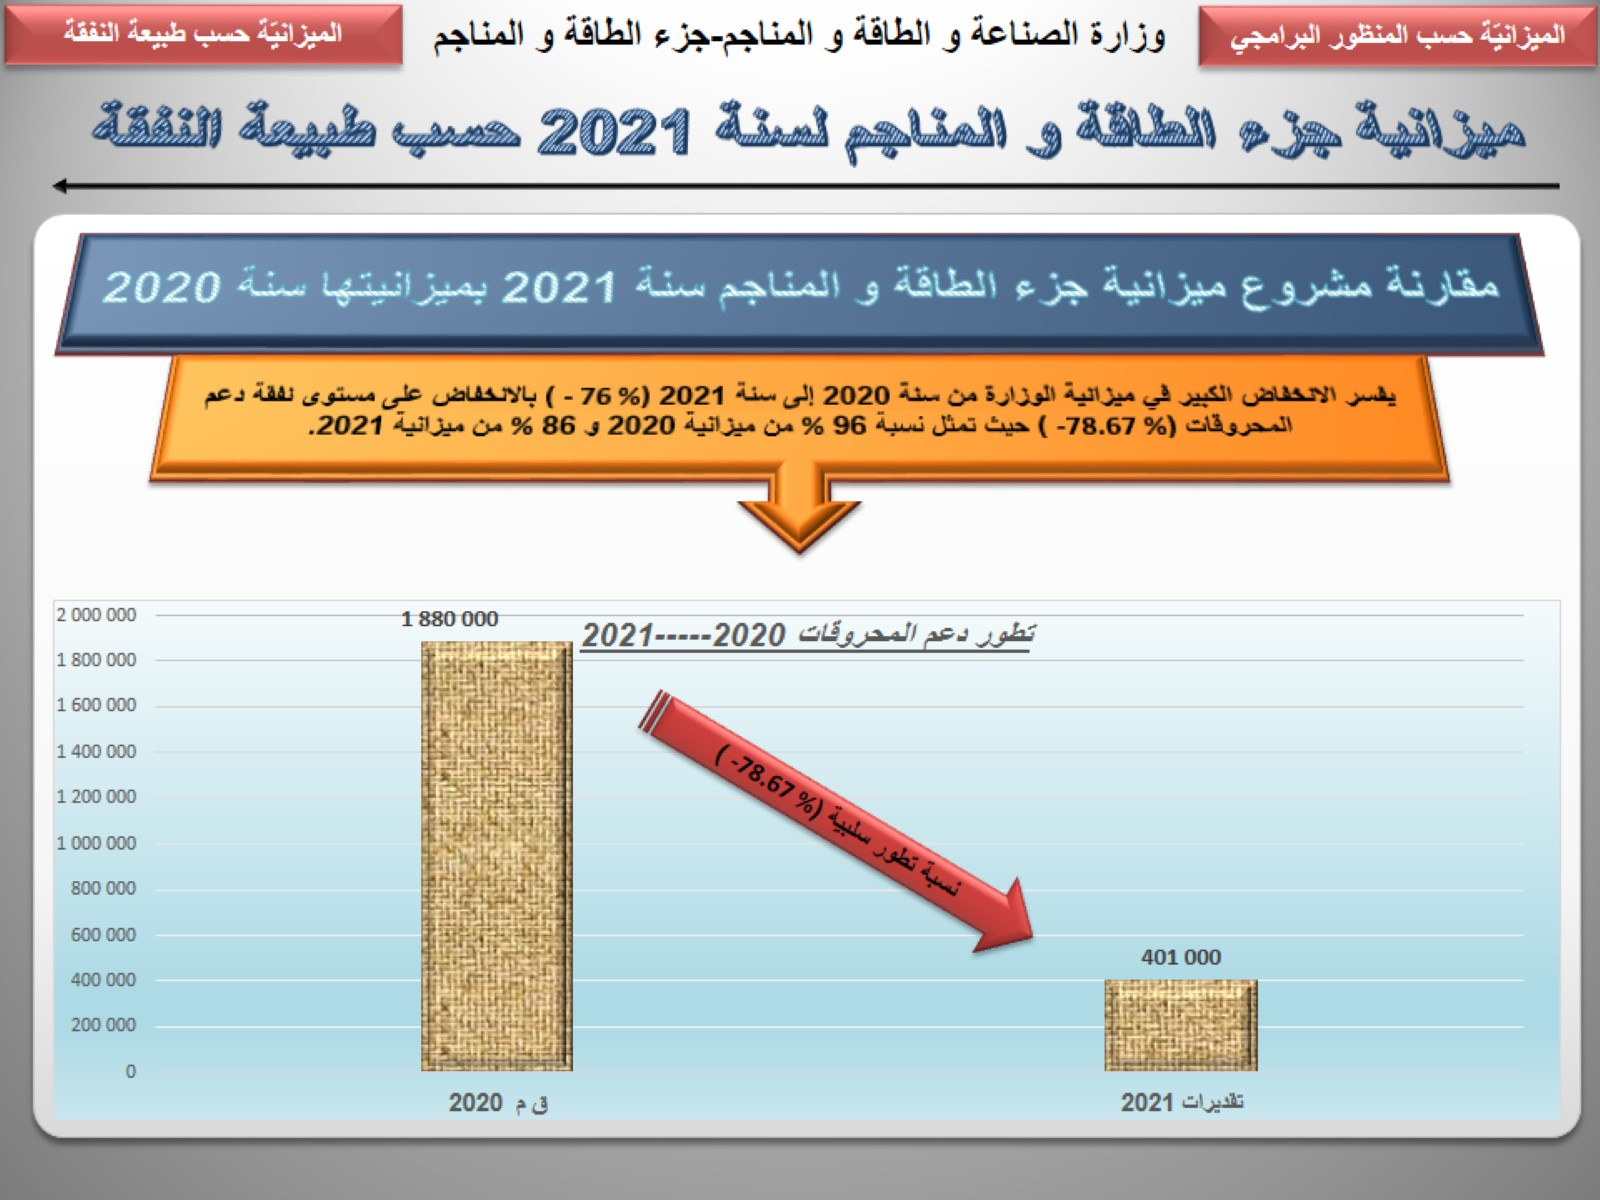 الميزانيّة حسب المنظور البرامجي
وزارة الصناعة و الطاقة و المناجم-جزء الطاقة و المناجم
الميزانيّة حسب طبيعة النفقة
ميزانية جزء الطاقة و المناجم لسنة 2021 حسب طبيعة النفقة
مقارنة مشروع ميزانية جزء الطاقة و المناجم سنة 2021 بميزانيتها سنة 2020
يفسر الانخفاض الكبير في ميزانية الوزارة من سنة 2020 إلى سنة 2021 (% 76 - ) بالانخفاض على مستوى نفقة دعم
المحروقات (% 78.67- ) حيث تمثل نسبة 96 % من ميزانية 2020 و 86 % من ميزانية 2021.
تطور دعم المحروقات 2020-----2021
2 000 000
1 800 000
1 600 000
1 400 000
1 200 000
1 000 000
800 000
600 000
400 000
200 000
0
1 880 000
نسبة تطور سلبية (% 78.67- )
401 000
ق م 2020
تقديرات 2021